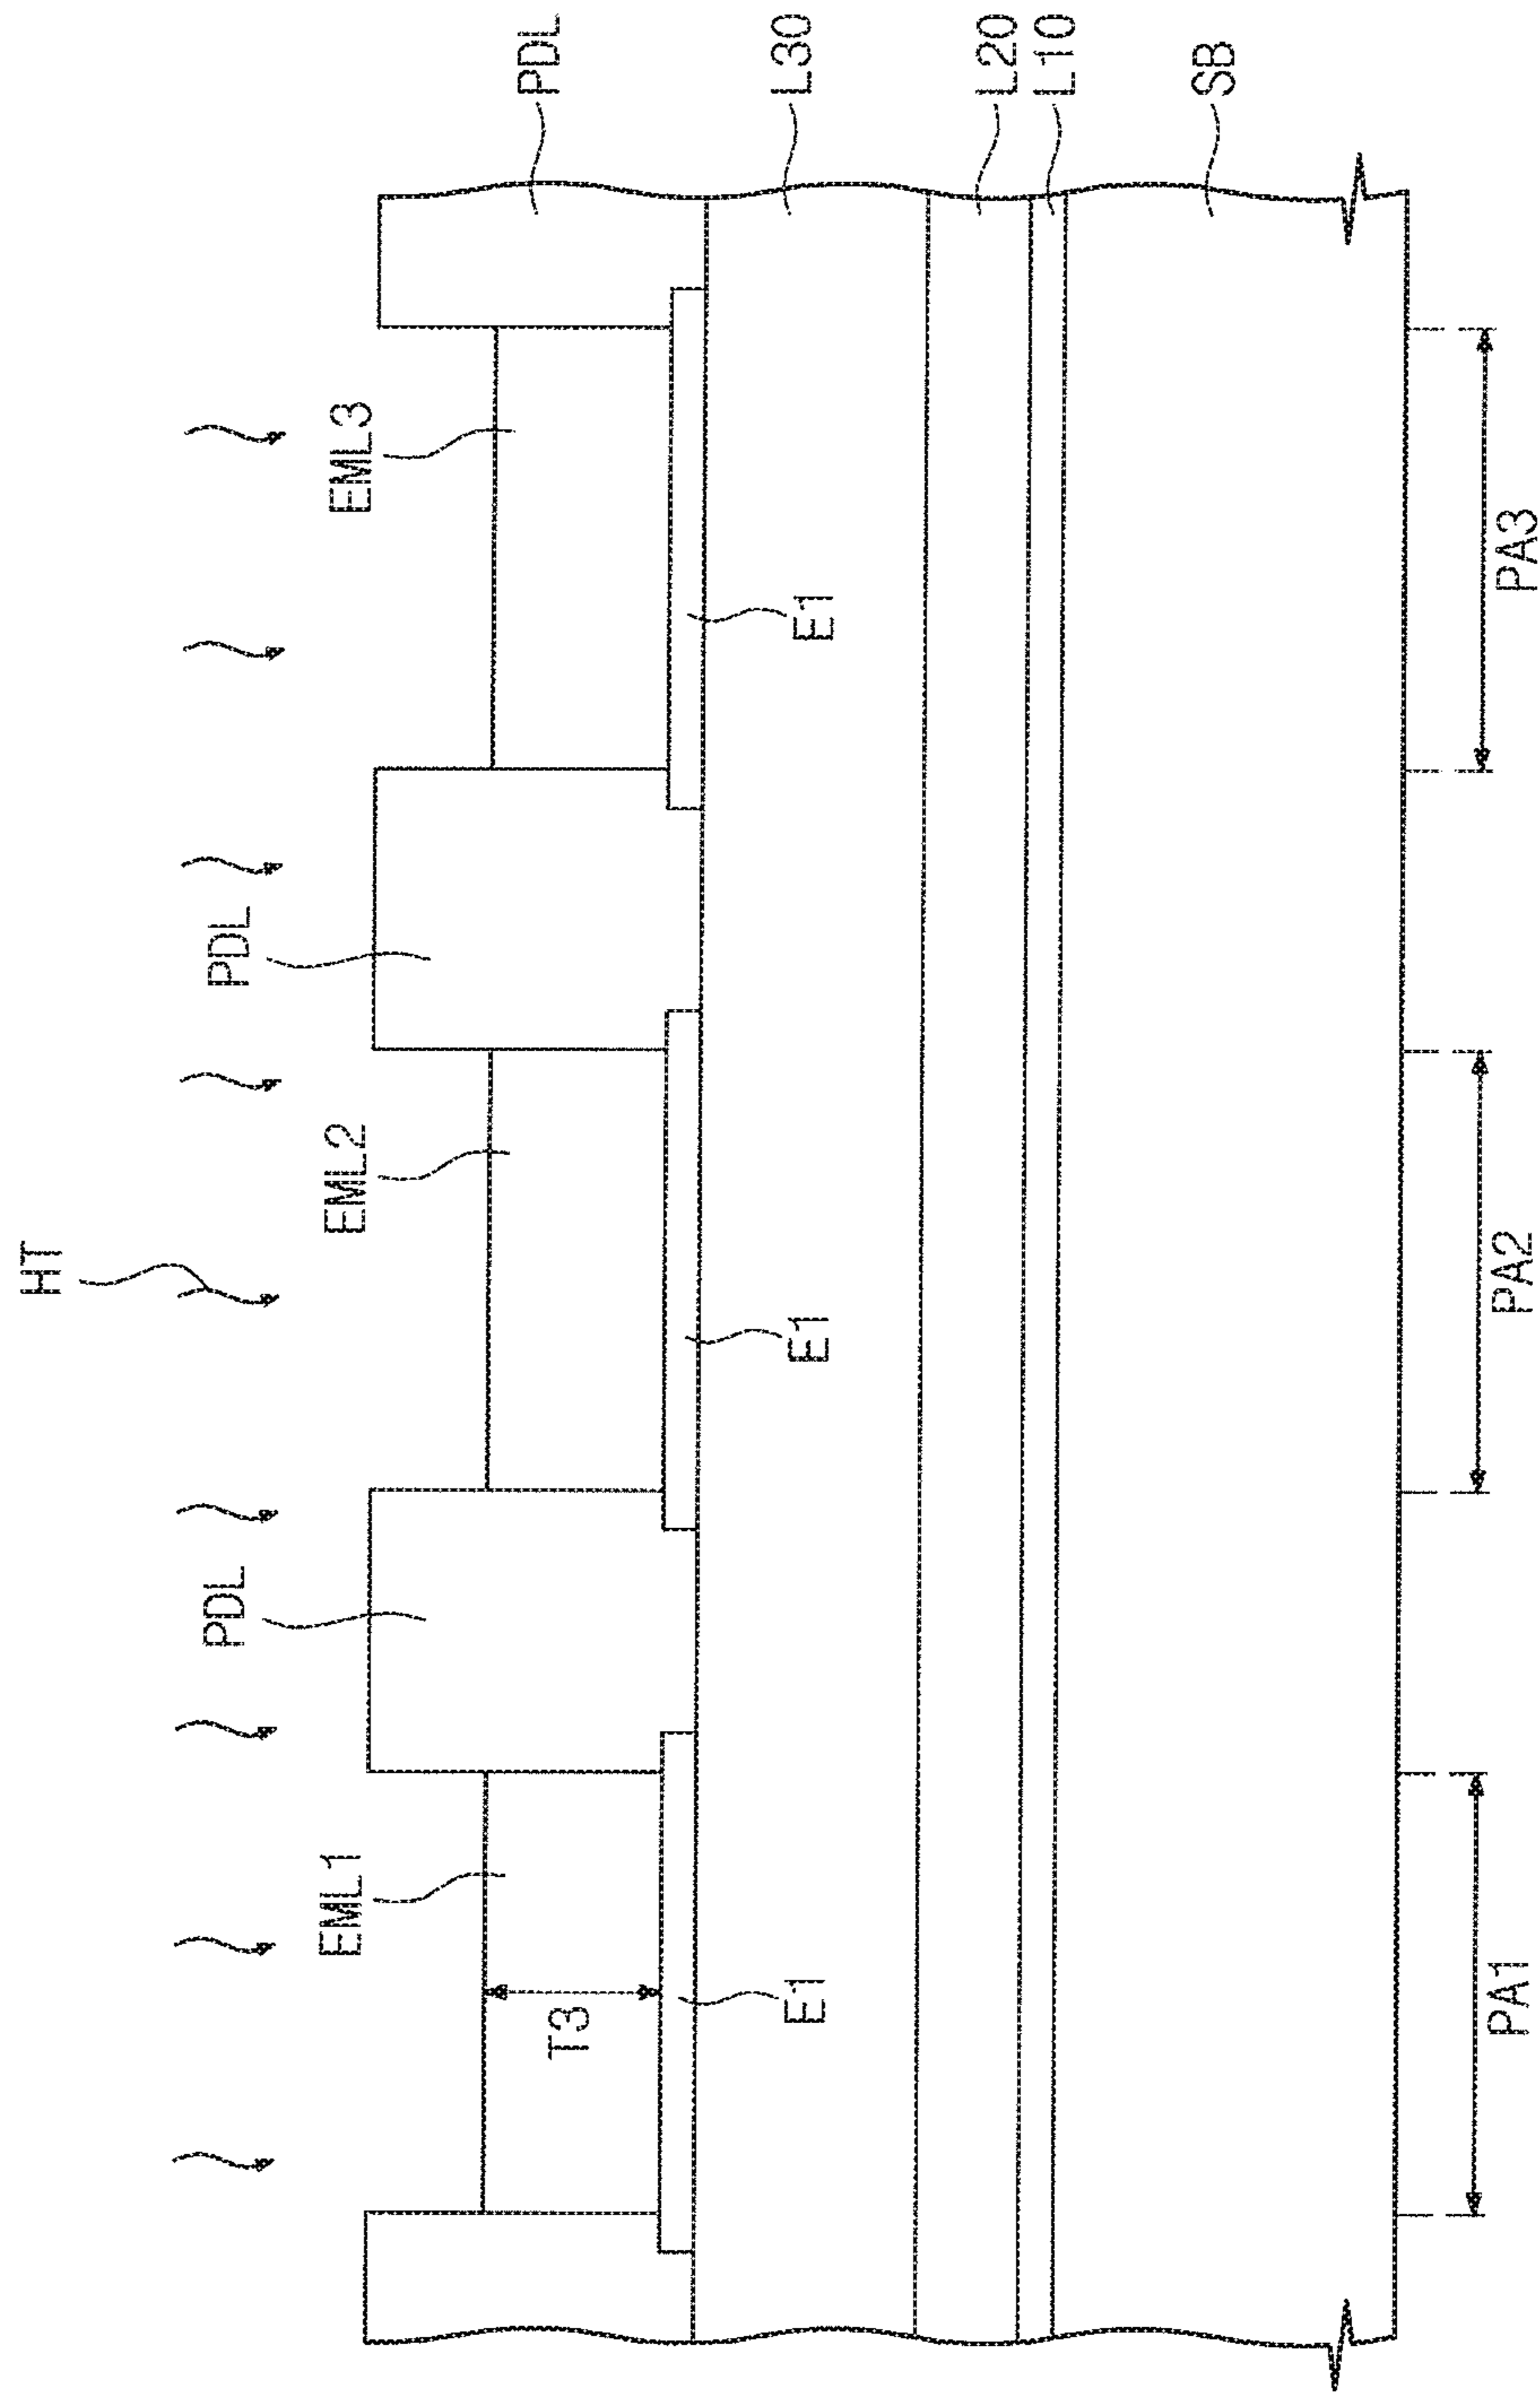 HT
PDL PDL
EML1 EML2 EML3
PDL
T3
L30
E1 E1 E1
L20
L10
SB
PA1 PA2 PA3